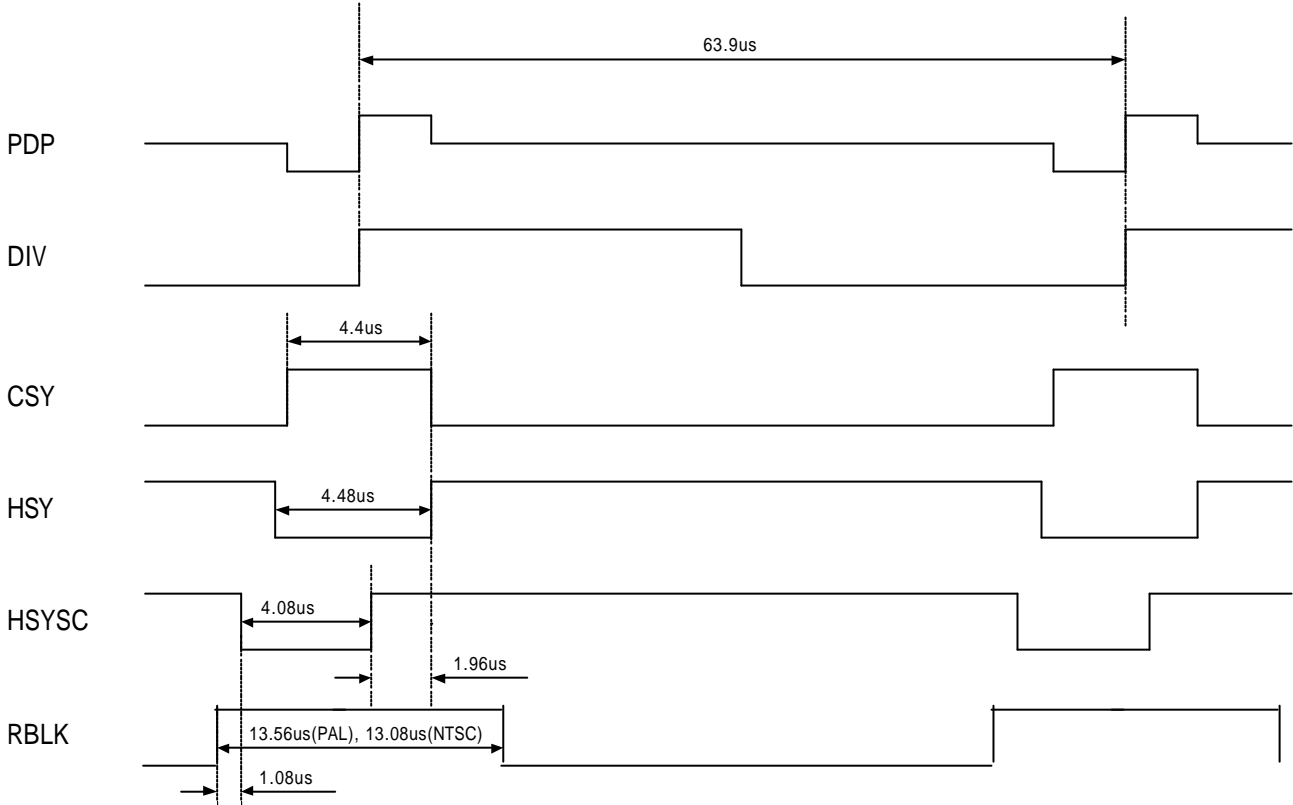 63.9us
PDP
DIV
4.4us
CSY
HSY
4.48us
HSYSC
4.08us
1.96us
RBLK
13.56us(PAL), 13.08us(NTSC)
1.08us